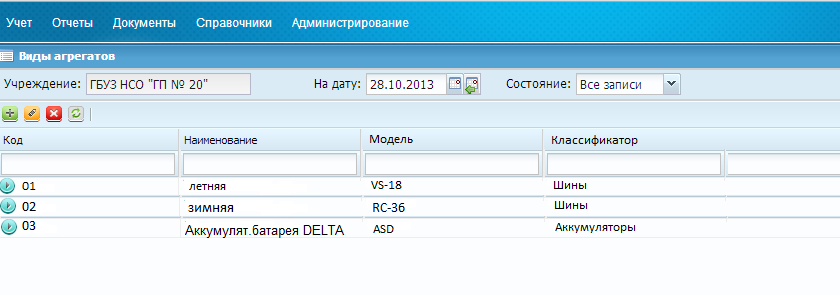 Учет Отчеты Документы Справочники Администрирование
Виды агрегатов
Учреждение: ГБУЗ НСО "ГП № 20" На дату: 28.10.2013 Состояние: Все записи
Код Наименование Модель Классификатор
01 летняя VS-18 Шины
02 зимняя RC-36 Шины
03 Аккумулят.батарея DELTA ASD Аккумуляторы